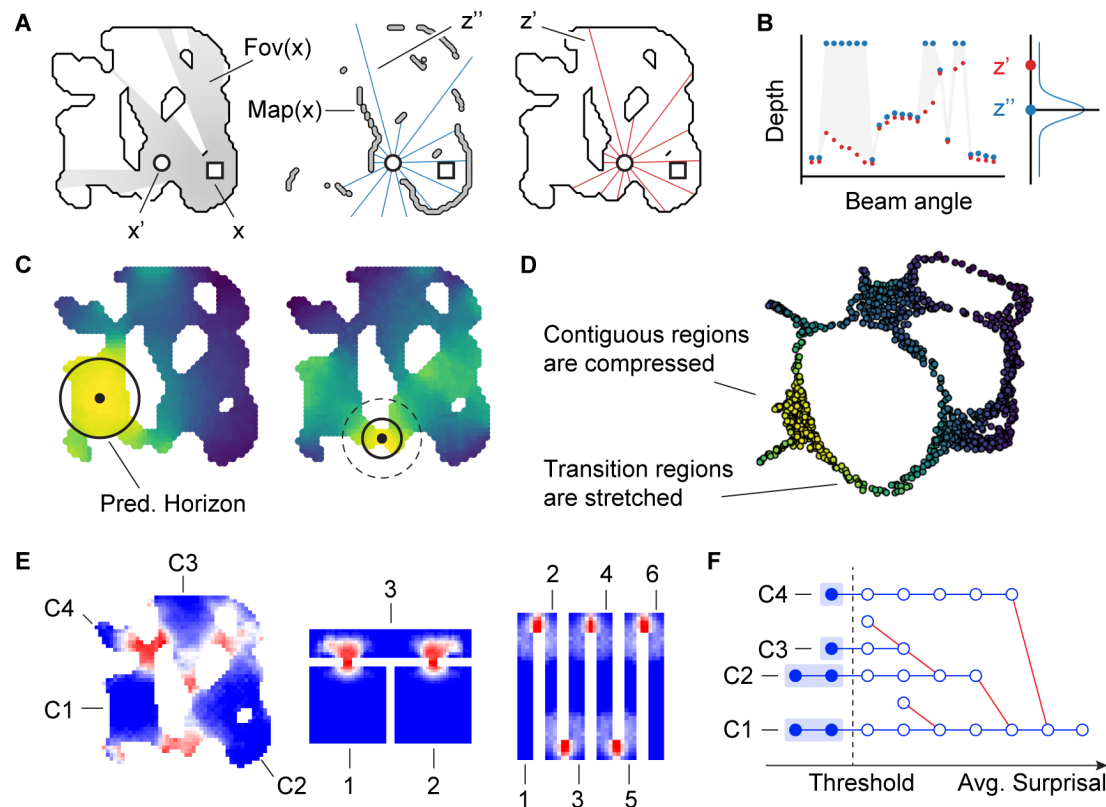 A
Fov(x)
Map(x)
x'
x
z''
z'
B
Depth
Beam angle
z'
z''
C
Pred. Horizon
D
Contiguous regions
are compressed
Transition regions
are stretched
E
C3
C4
C1
C2
3
1
2
2
4
6
1
3
5
F
C4
C3
C2
C1
Threshold
Avg. Surprisal